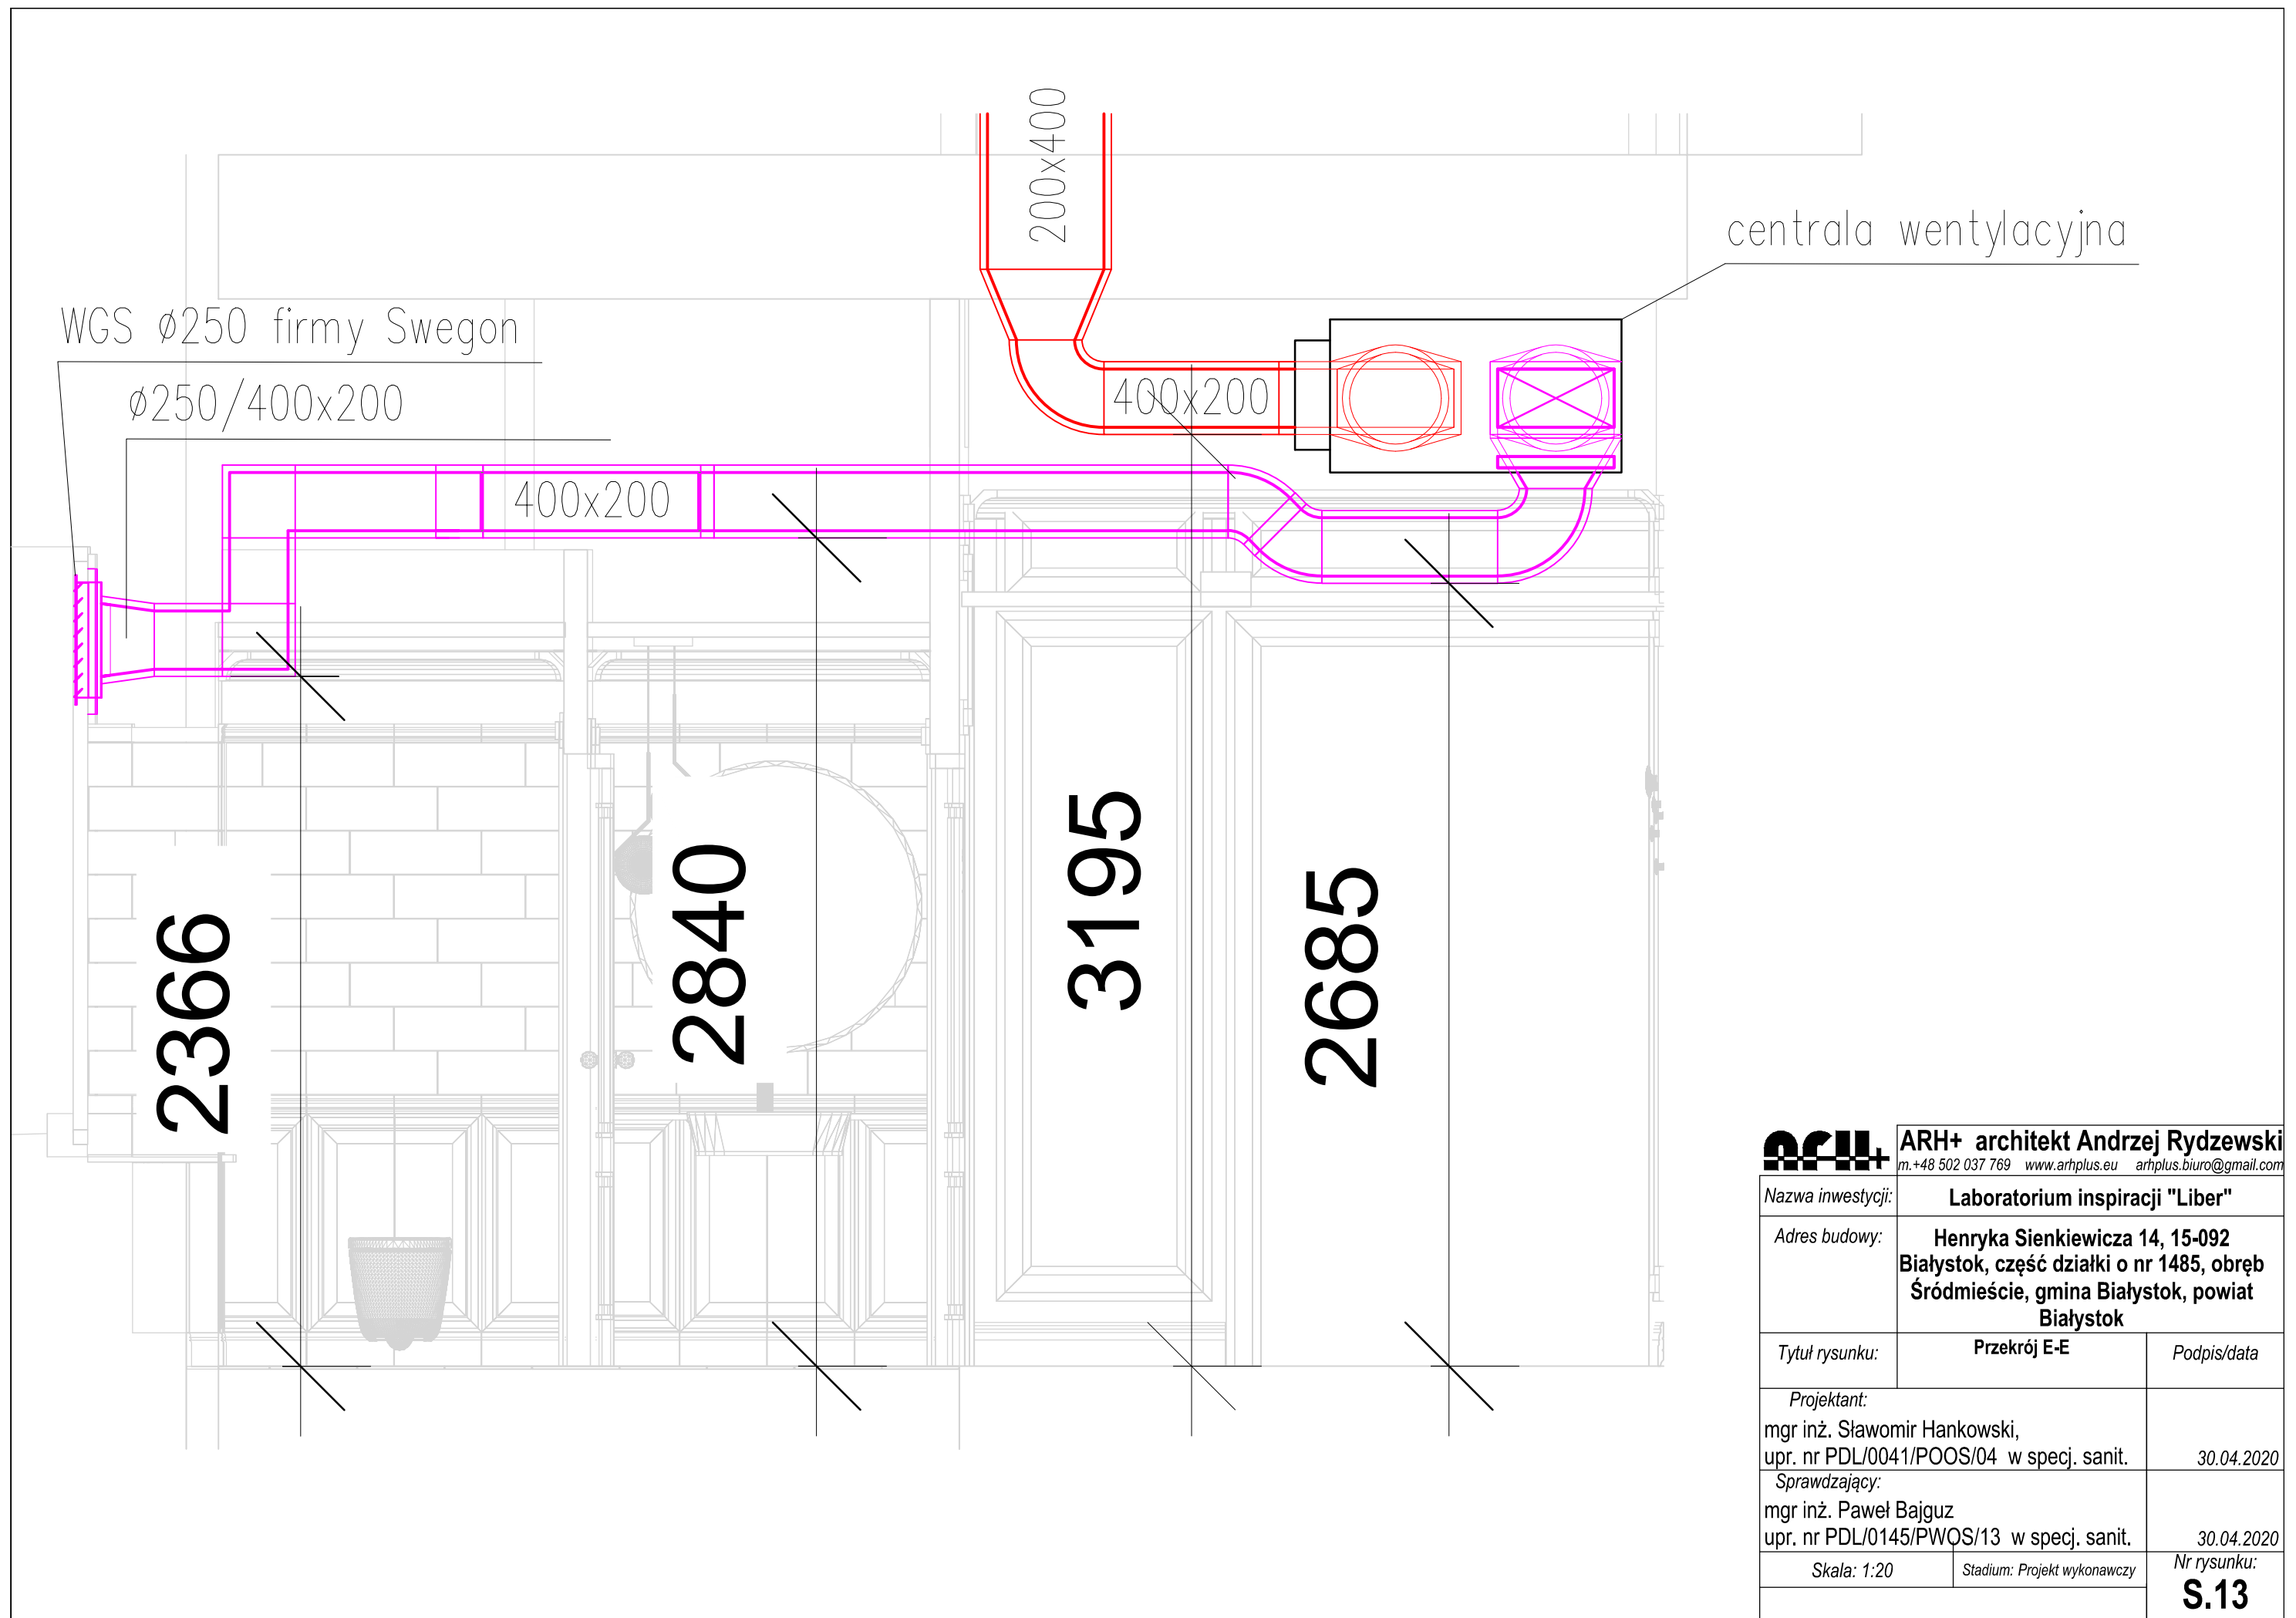 200x400
centrala wentylacyjna
WGS ø250 firmy Swegon
ø250/400x200
400x200
400x200
2366
2840
3195
2685
arh+
ARH+ architekt Andrzej Rydzewski
m.+48 502 037 769 www.arhplus.eu arhplus.biuro@gmail.com
Nazwa inwestycji:
Laboratorium inspiracji "Liber"
Adres budowy:
Henryka Sienkiewicza 14, 15-092
Białystok, część działki o nr 1485, obręb
Śródmieście, gmina Białystok, powiat
Białystok
Tytuł rysunku:
Przekrój E-E
Podpis/data
Projektant:
mgr inż. Sławomir Hankowski,
upr. nr PDL/0041/POOS/04 w specj. sanit.
30.04.2020
Sprawdzający:
mgr inż. Paweł Bajguz
upr. nr PDL/0145/PWOS/13 w specj. sanit.
30.04.2020
Skala: 1:20
Stadium: Projekt wykonawczy
Nr rysunku:
S.13